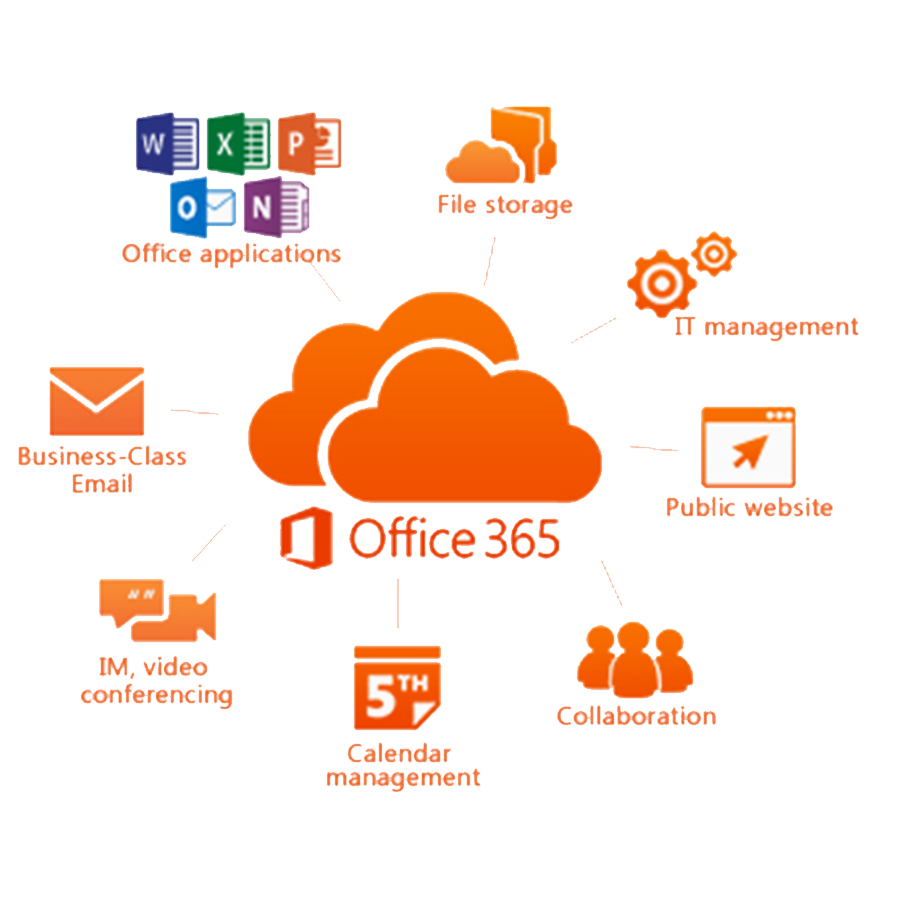 W
X
P
O
N
Office applications
File storage
IT management
Business-Class
Email
Public website
Office 365
IM, video
conferencing
5TH
Calendar
management
Collaboration